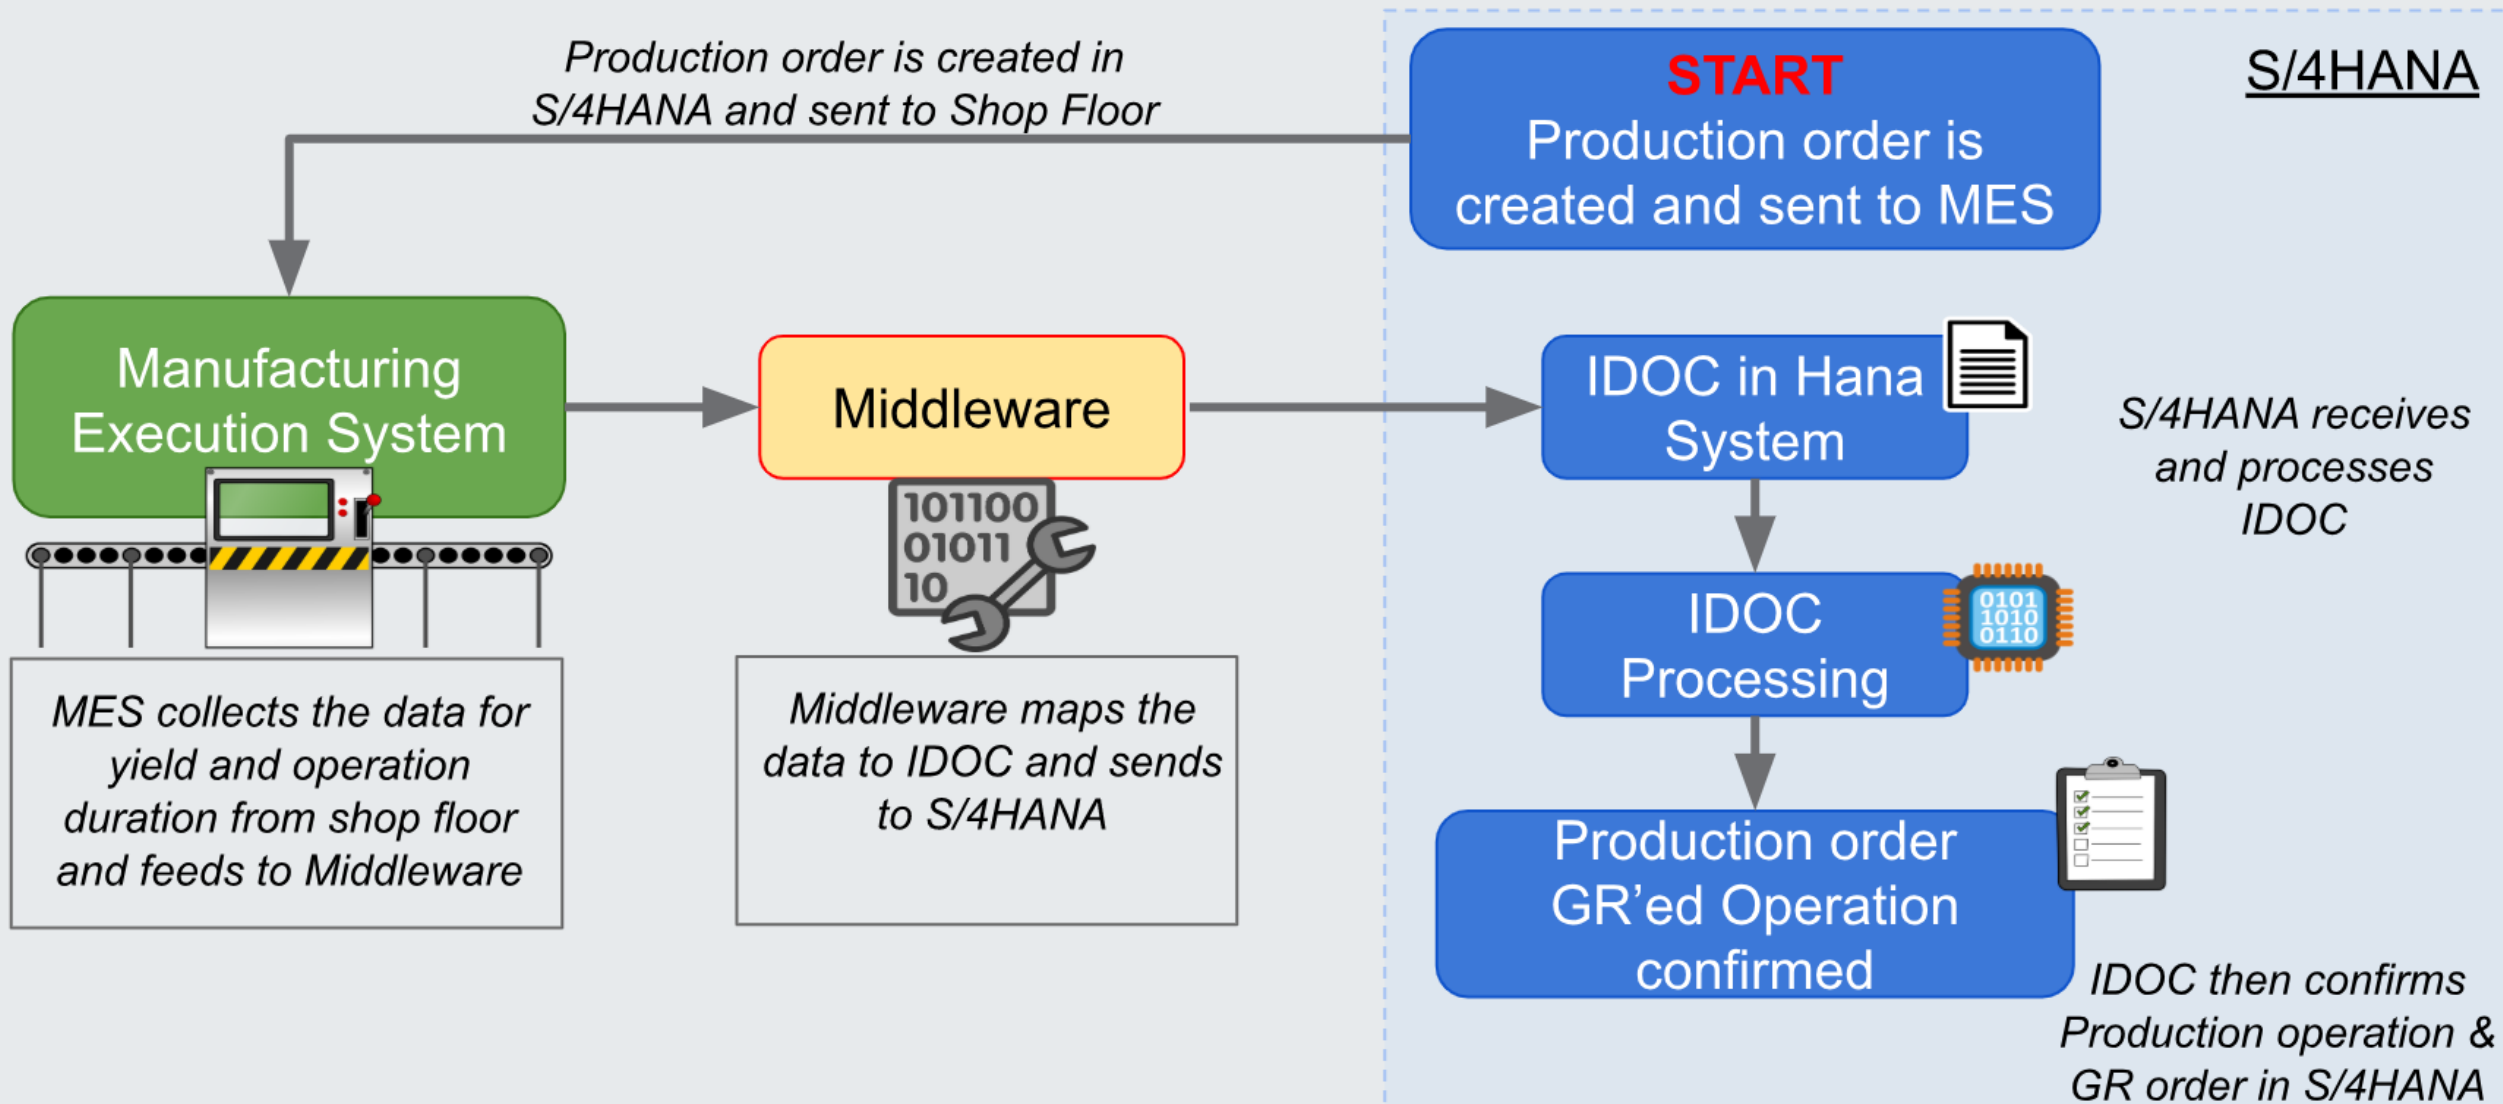 Production order is created in
S/4HANA and sent to Shop Floor
START
Production order is
created and sent to MES
S/4HANA
Manufacturing
Execution System
Middleware
IDOC in Hana
System
S/4HANA receives
and processes
IDOC
101100
01011
10
IDOC
Processing
0101
1010
0110
MES collects the data for
yield and operation
duration from shop floor
and feeds to Middleware
Middleware maps the
data to IDOC and sends
to S/4HANA
Production order
GR’ed Operation
confirmed
IDOC then confirms
Production operation &
GR order in S/4HANA